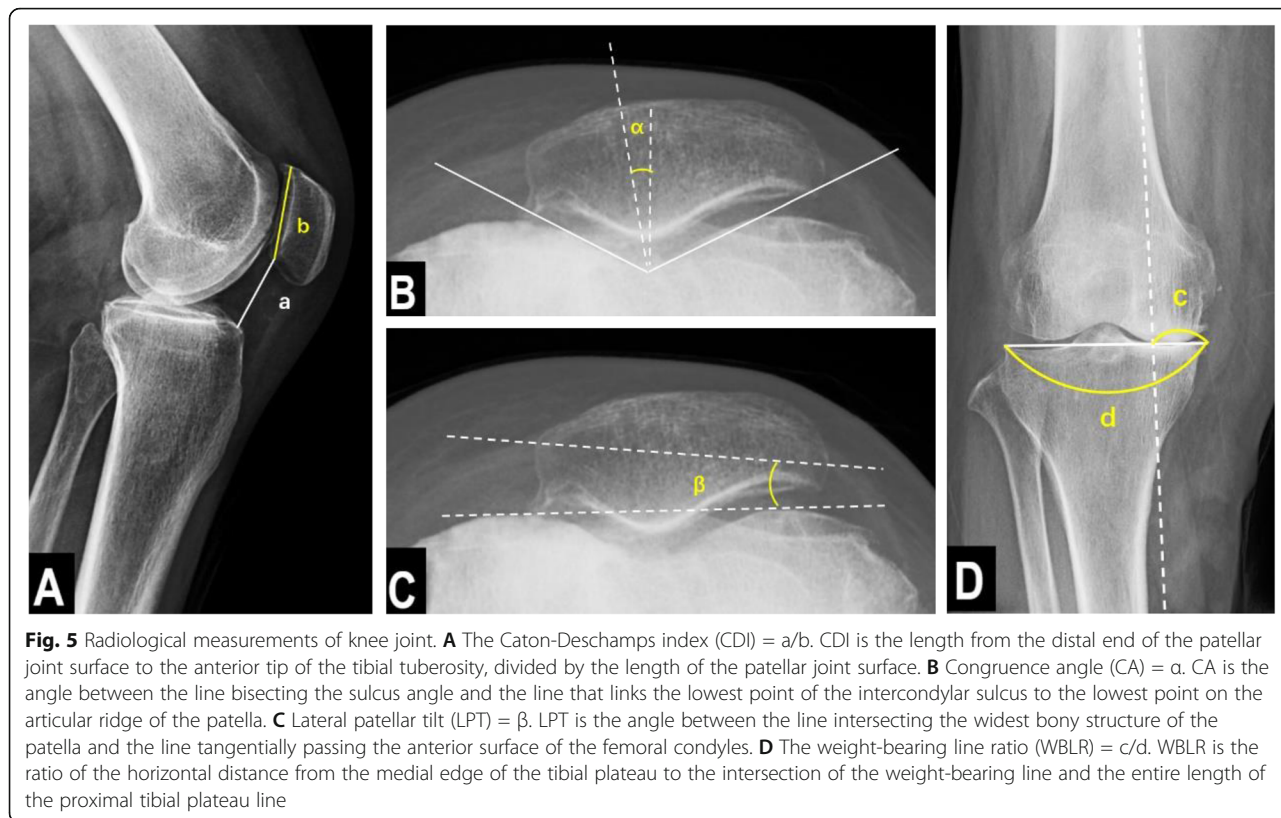 b
a
A
α
B
β
C
c
d
D
Fig. 5 Radiological measurements of knee joint. A The Caton-Deschamps index (CDI) = a/b. CDI is the length from the distal end of the patellar
joint surface to the anterior tip of the tibial tuberosity, divided by the length of the patellar joint surface. B Congruence angle (CA) = α. CA is the
angle between the line bisecting the sulcus angle and the line that links the lowest point of the intercondylar sulcus to the lowest point on the
articular ridge of the patella. C Lateral patellar tilt (LPT) = β. LPT is the angle between the line intersecting the widest bony structure of the
patella and the line tangentially passing the anterior surface of the femoral condyles. D The weight-bearing line ratio (WBLR) = c/d. WBLR is the
ratio of the horizontal distance from the medial edge of the tibial plateau to the intersection of the weight-bearing line and the entire length of
the proximal tibial plateau line